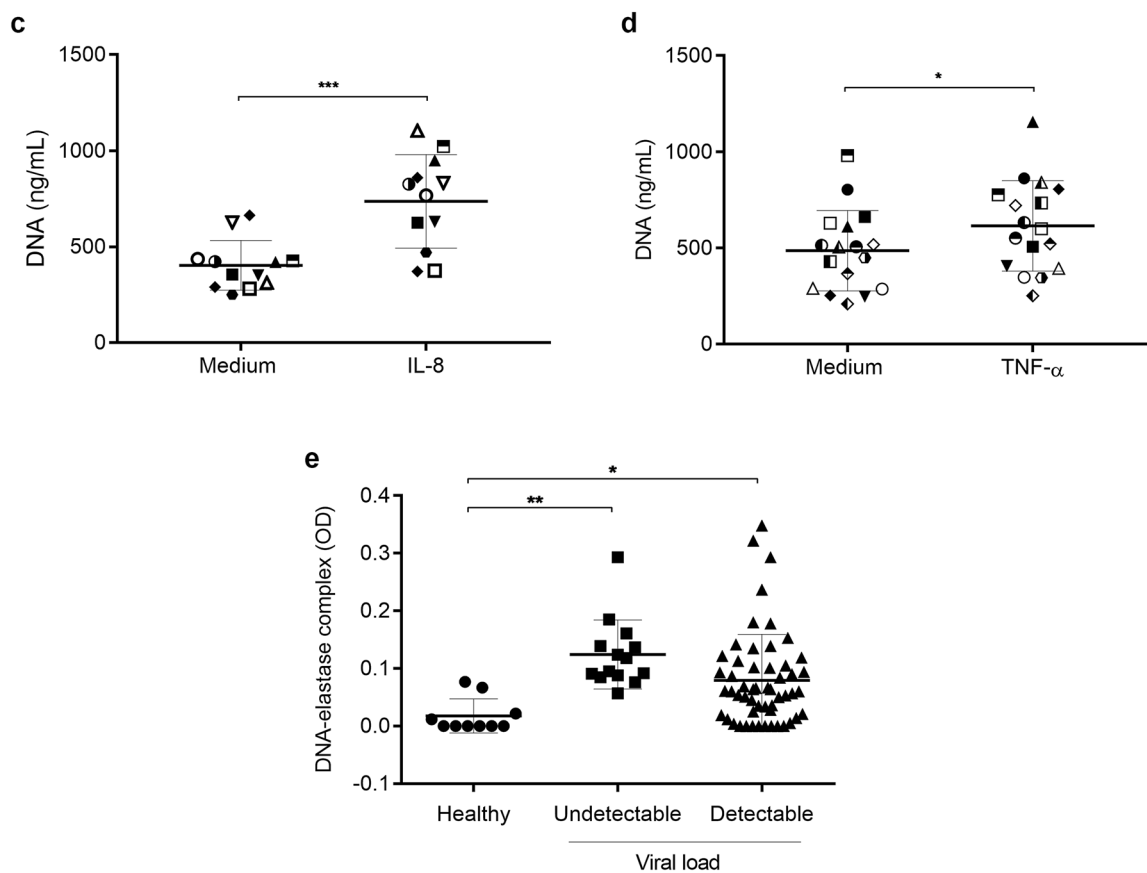 c
***
1500
1000
500
0
DNA (ng/mL)
Medium
IL-8
d
*
1500
1000
500
0
DNA (ng/mL)
Medium
TNF-α
e
*
**
0.4
0.3
0.2
0.1
0.0
-0.1
DNA-elastase complex (OD)
Healthy
Undetectable
Detectable
Viral load